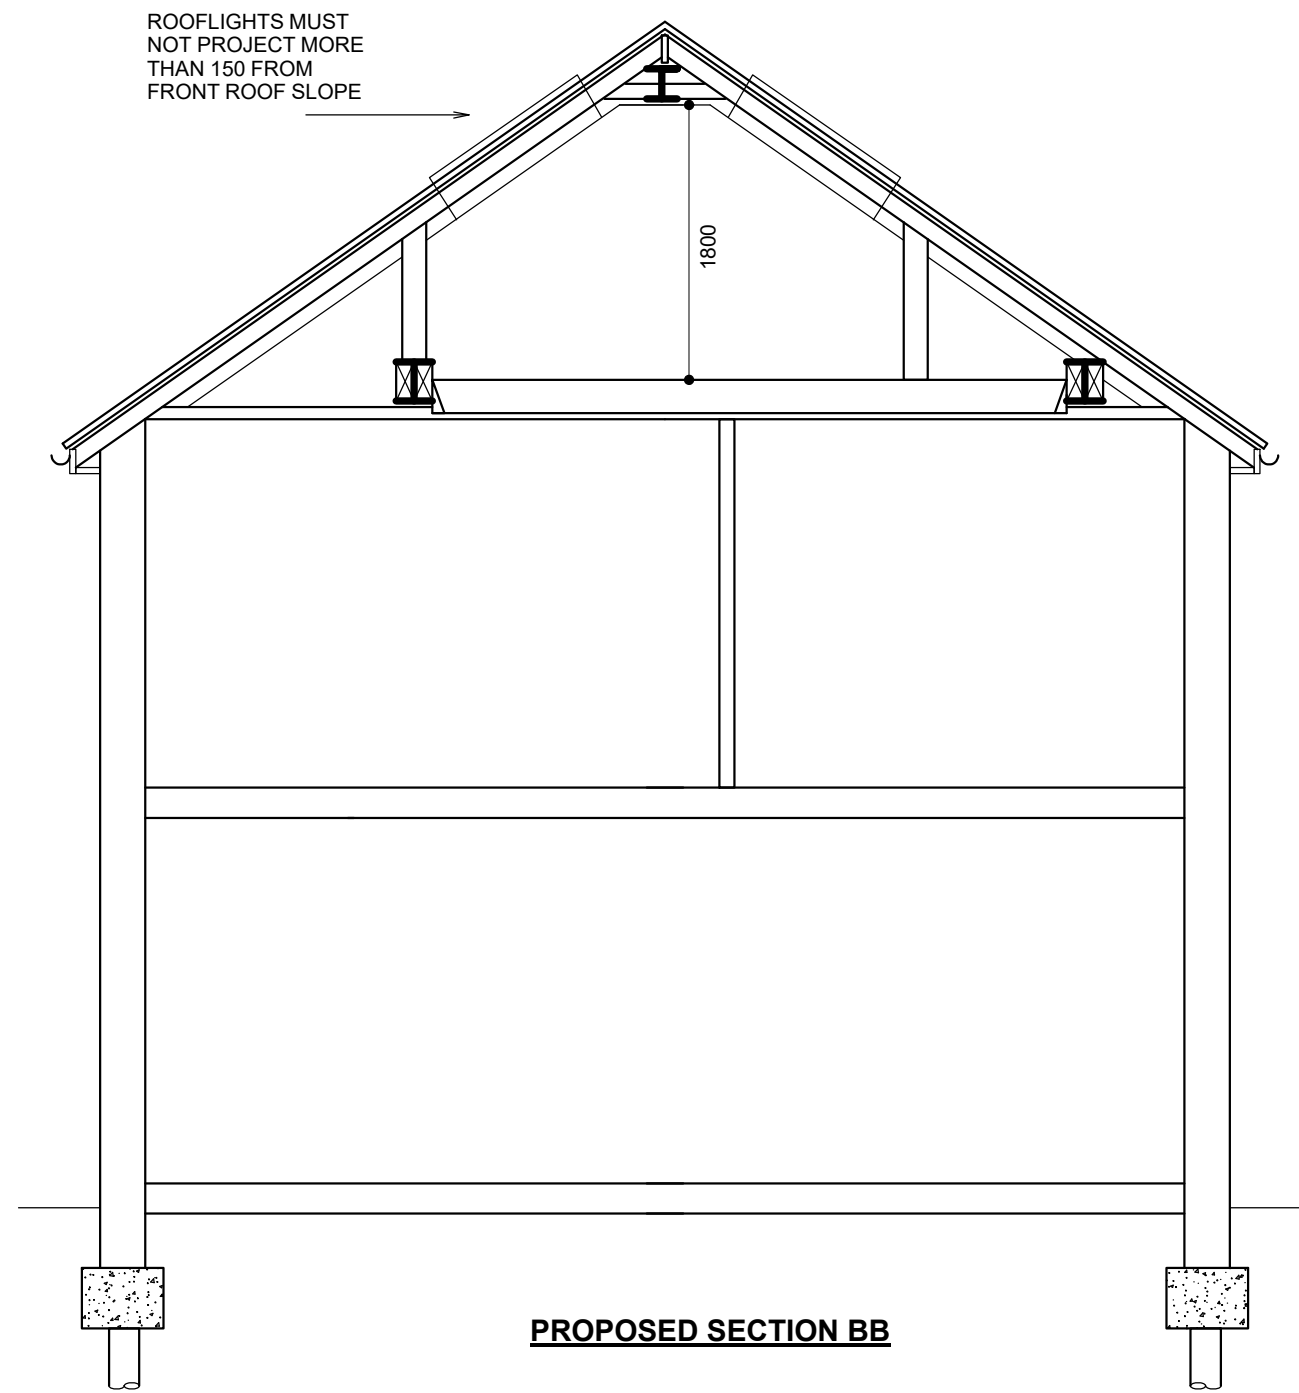 ROOFLIGHTS MUST
NOT PROJECT MORE
THAN 150 FROM
FRONT ROOF SLOPE
1800
PROPOSED SECTION BB